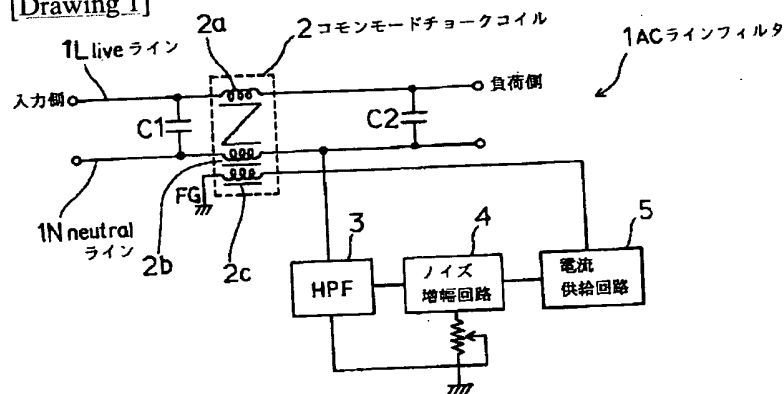 [Drawing 1]
2a
2 コモンモードチョークコイル
1L live ライン
1 ACラインフィルタ
入力側
負荷側
C1
C2
FG
1N neutral
ライン
2b
2c
3
4
5
HPF
ノイズ
増幅回路
電流
供給回路